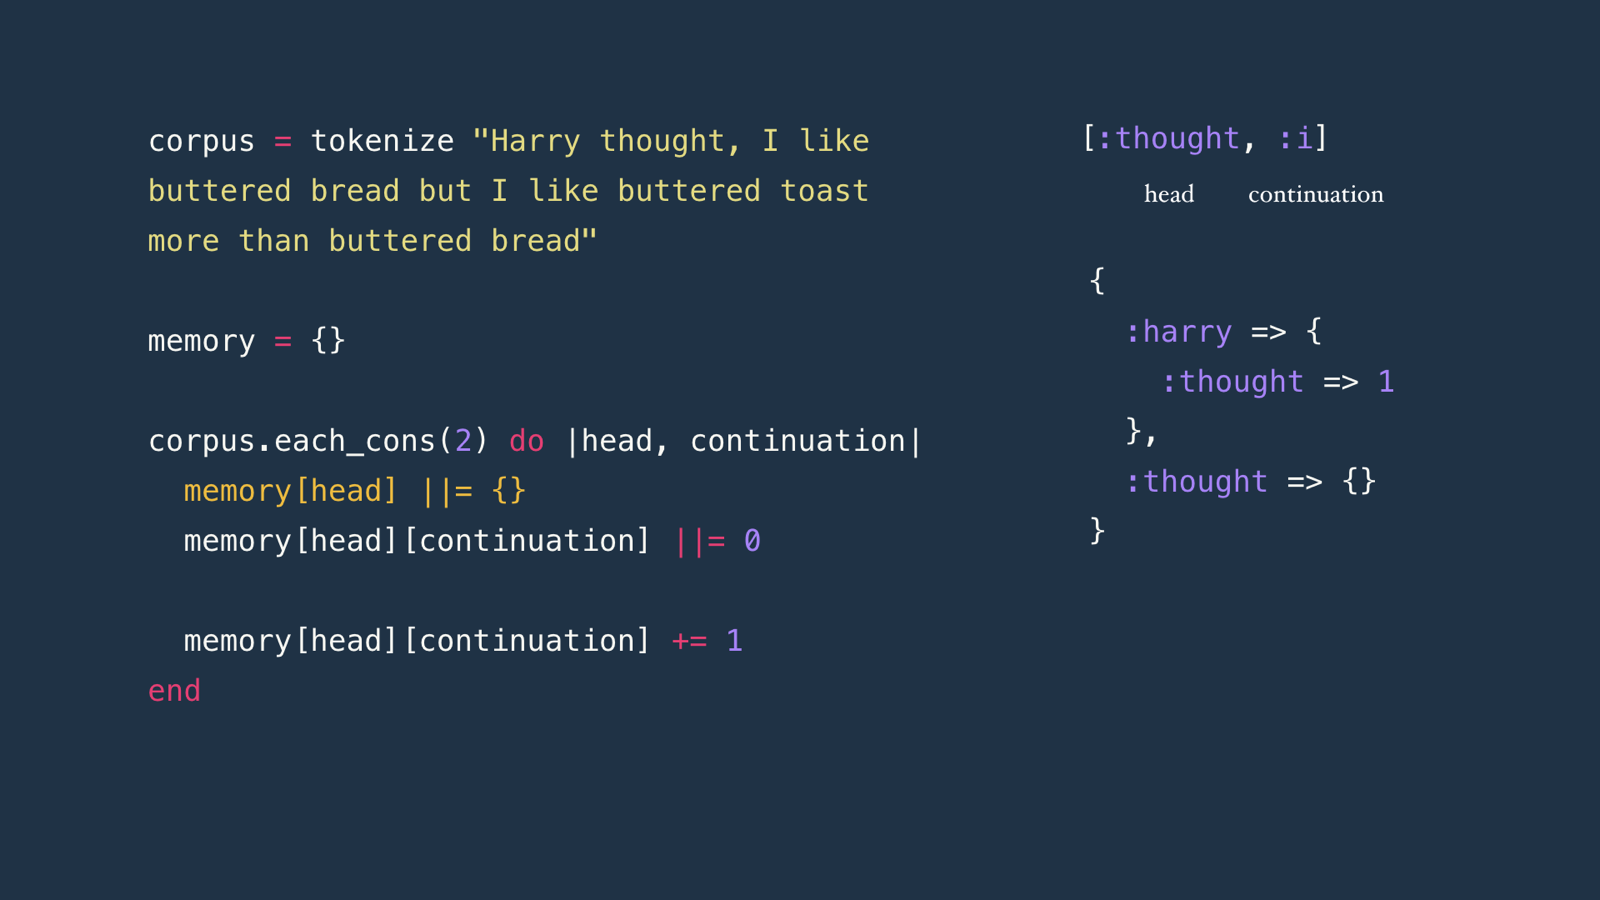 corpus = tokenize "Harry thought, I like
buttered bread but I like buttered toast
more than buttered bread"
memory = {}
corpus.each_cons(2) do |head, continuation|
  memory[head] ||= {}
  memory[head][continuation] ||= 0
  memory[head][continuation] += 1
end
[:thought, :i]
head continuation
{
  :harry => {
    :thought => 1
  },
  :thought => {}
}